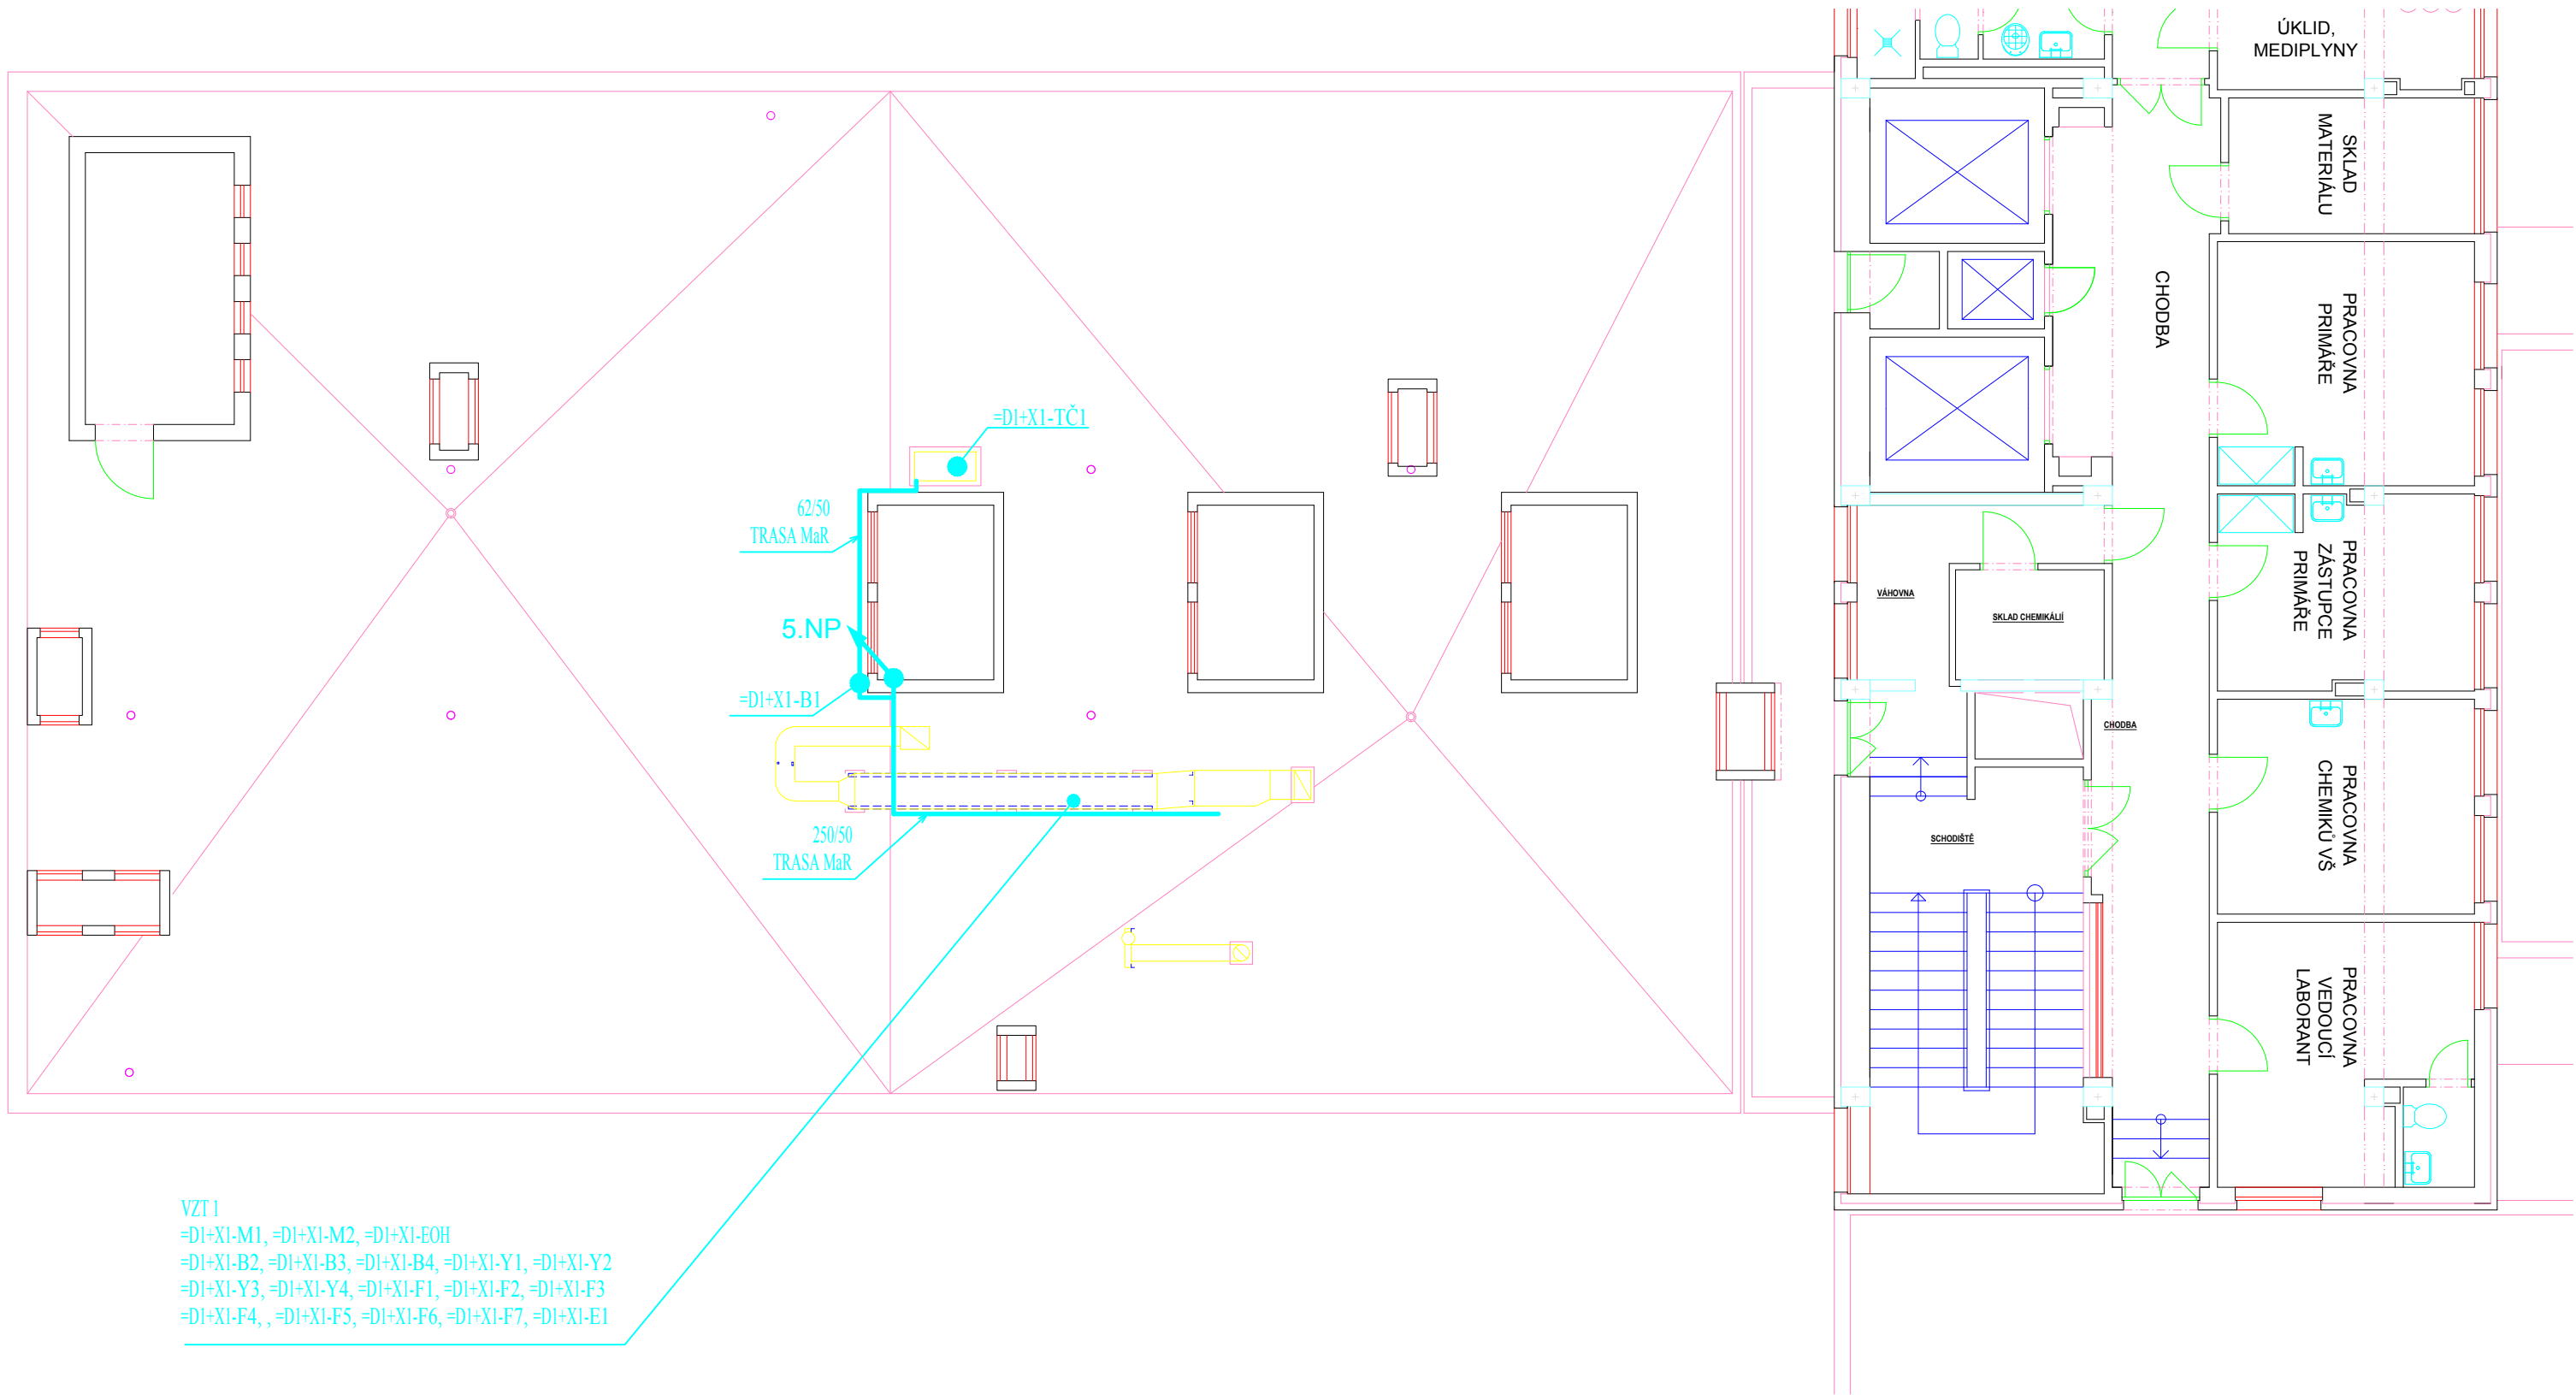 ÚKLID,
MEDIPLYNY
SKLAD
MATERIÁLU
CHODBA
PRACOVNA
PRIMÁŘE
=D1+X1-TČ1
62/50
TRASA MaR
5.NP
=D1+X1-B1
250/50
TRASA MaR
VÁHOVNA
SKLAD CHEMIKÁLIÍ
PRACOVNA
ZÁSTUPCE
PRIMÁŘE
CHODBA
PRACOVNA
CHEMIKŮ VŠ
SCHODIŠTĚ
PRACOVNA
VEDOUCÍ
LABORANT
VZT 1
=D1+X1-M1, =D1+X1-M2, =D1+X1-EOH
=D1+X1-B2, =D1+X1-B3, =D1+X1-B4, =D1+X1-Y1, =D1+X1-Y2
=D1+X1-Y3, =D1+X1-Y4, =D1+X1-F1, =D1+X1-F2, =D1+X1-F3
=D1+X1-F4, , =D1+X1-F5, =D1+X1-F6, =D1+X1-F7, =D1+X1-E1